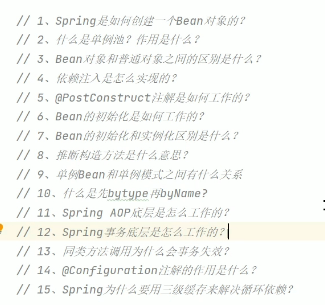 // 1、Spring是如何创建一个Bean对象的？
// 2、什么是单例池？作用是什么？
// 3、Bean对象和普通对象之间的区别是什么？
// 4、依赖注入是怎么实现的？
// 5、@PostConstruct注解是如何工作的？
// 6、Bean的初始化是如何工作的？
// 7、Bean的初始化和实例化区别是什么？
// 8、推断构造方法是什么意思？
// 9、单例Bean和单例模式之间有什么关系
// 10、什么是先bytype再byName?
// 11、Spring AOP底层是怎么工作的？
// 12、Spring事务底层是怎么工作的？
// 13、同类方法调用为什么会事务失效？
// 14、@Configuration注解的作用是什么？
// 15、Spring为什么要用三级缓存来解决循环依赖？